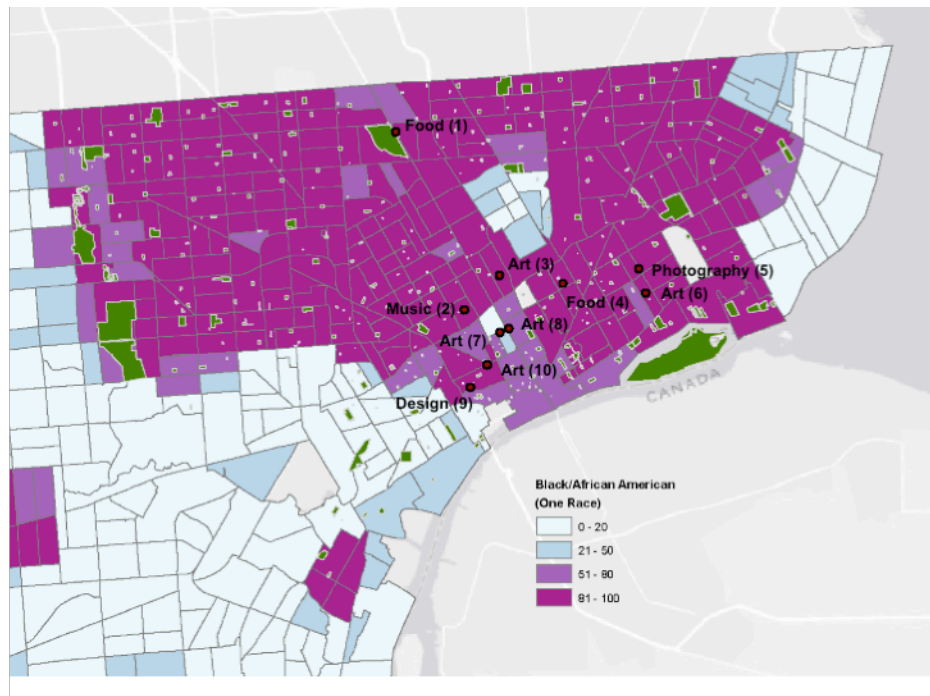 Food (1)
Art (3)
Photography (5)
Food (4)
Art (6)
Music (2)
Art (8)
Art (7)
Art (10)
Design (9)
CANADA
Black/African American
(One Race)
0 - 20
21 - 50
51 - 80
81 - 100